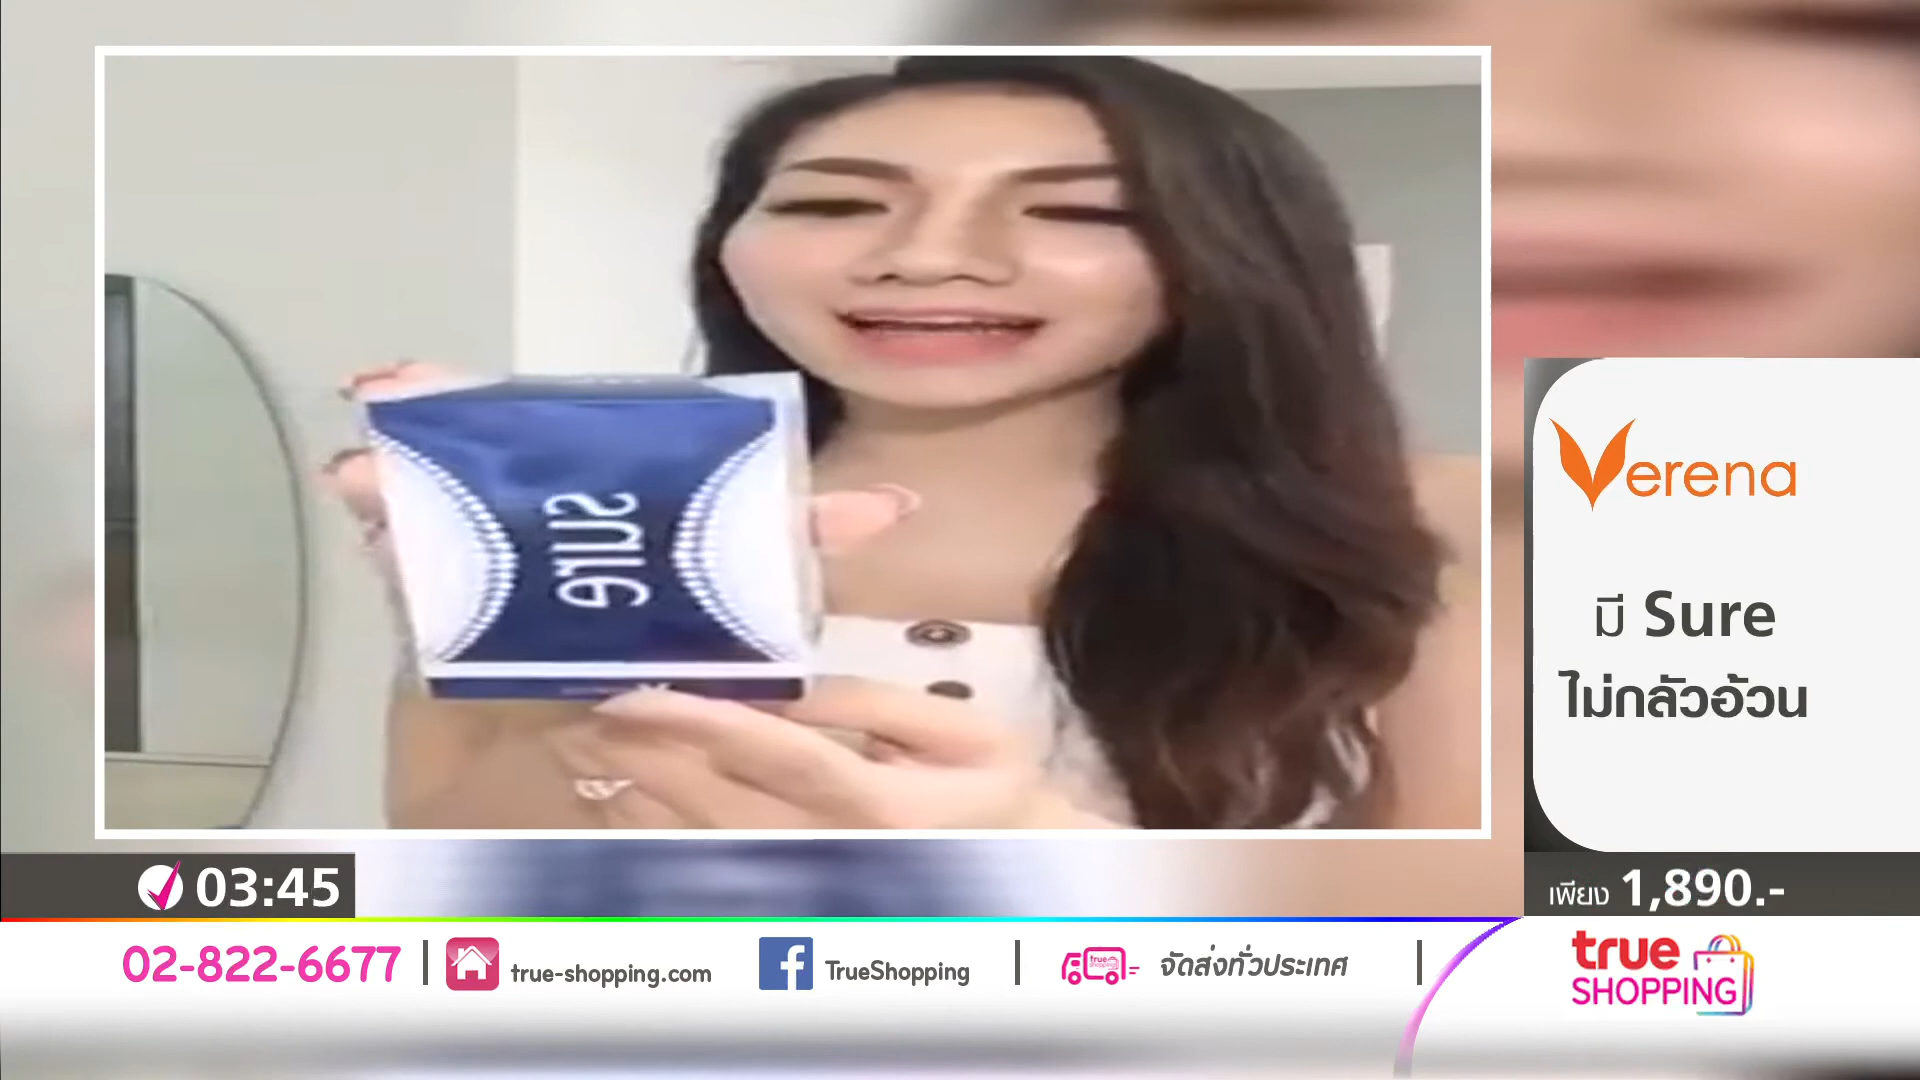 sure
Verena
มี Sure
ไม่กลัวอ้วน
03:45
เพียง 1,890.-
02-822-6677
true-shopping.com
TrueShopping
จัดส่งทั่วประเทศ
true
SHOPPING